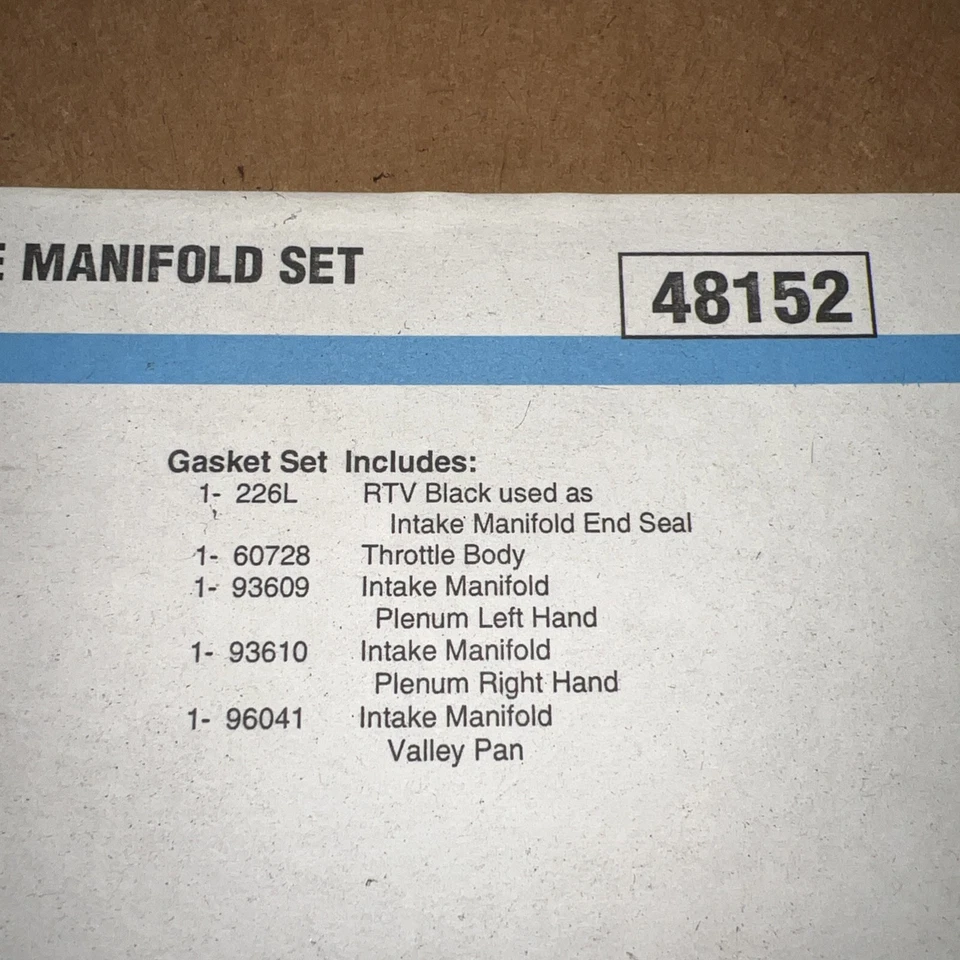 MANIFOLD SET
48152
Gasket Set Includes:
1- 226L RTV Black used as
Intake Manifold End Seal
1- 60728 Throttle Body
1- 93609 Intake Manifold
Plenum Left Hand
1- 93610 Intake Manifold
Plenum Right Hand
1- 96041 Intake Manifold
Valley Pan